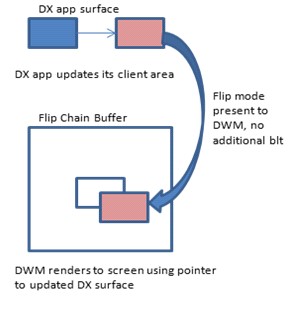 DX app surface
DX app updates its client area
Flip mode
present to
DWM, no
additional blt
Flip Chain Buffer
DWM renders to screen using pointer
to updated DX surface